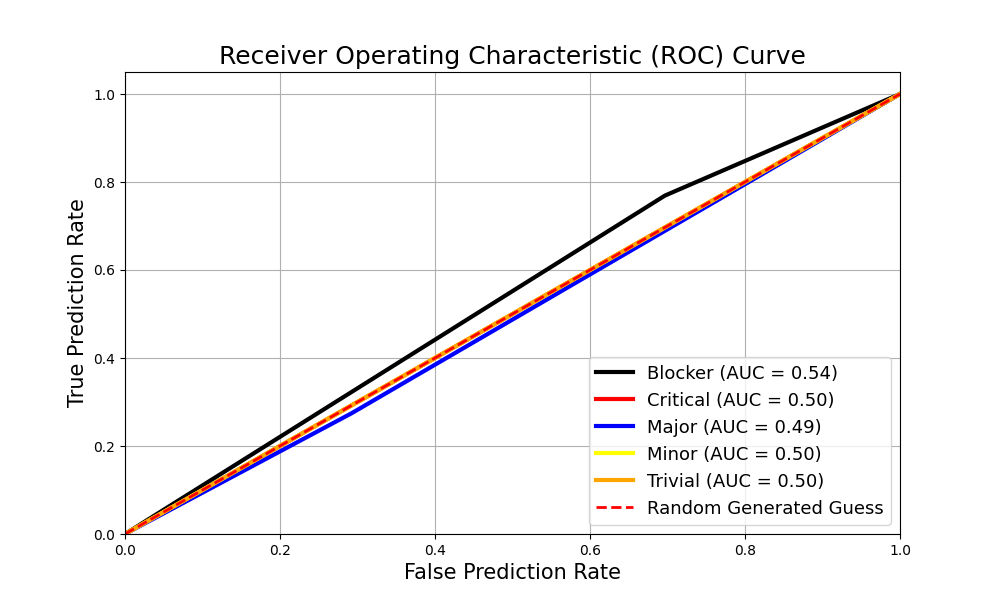 Receiver Operating Characteristic (ROC) Curve
True Prediction Rate
1.0
0.8
0.6
0.4
0.2
0.0
Blocker (AUC = 0.54)
Critical (AUC = 0.50)
Major (AUC = 0.49)
Minor (AUC = 0.50)
Trivial (AUC = 0.50)
Random Generated Guess
0.0 0.2 0.4 0.6 0.8 1.0
False Prediction Rate